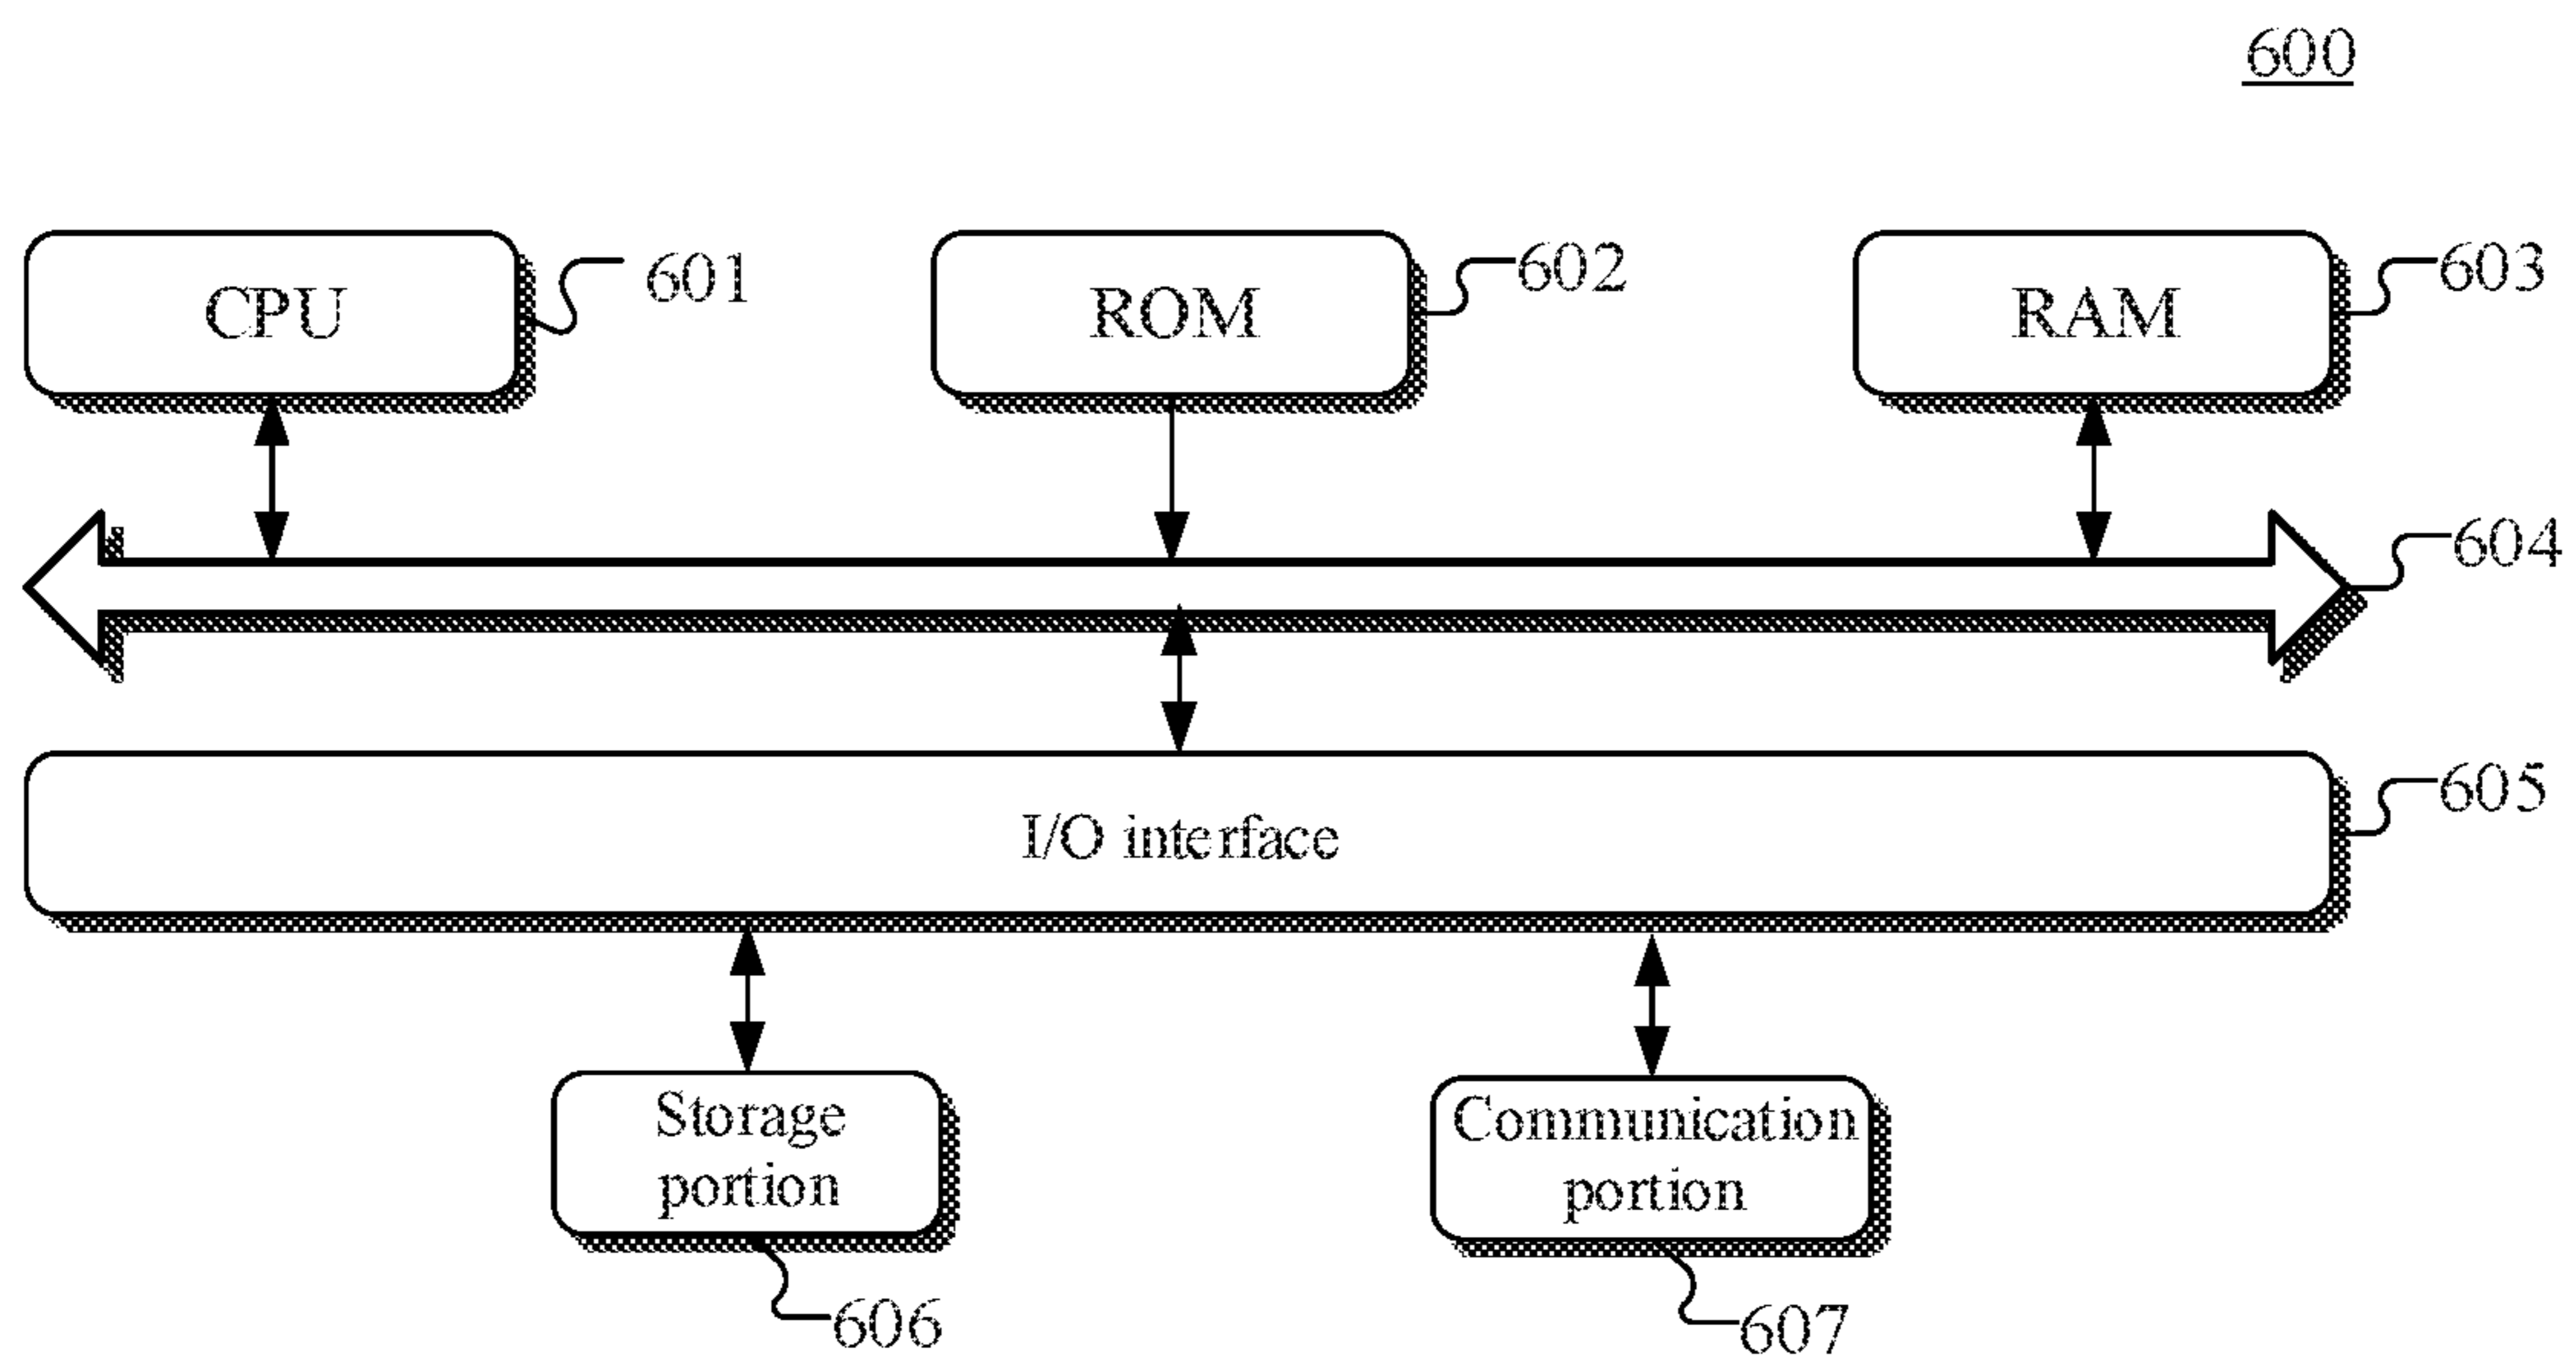 600
CPU
601
ROM
602
RAM
603
604
I/O interface
605
Storage
portion
606
Communication
portion
607